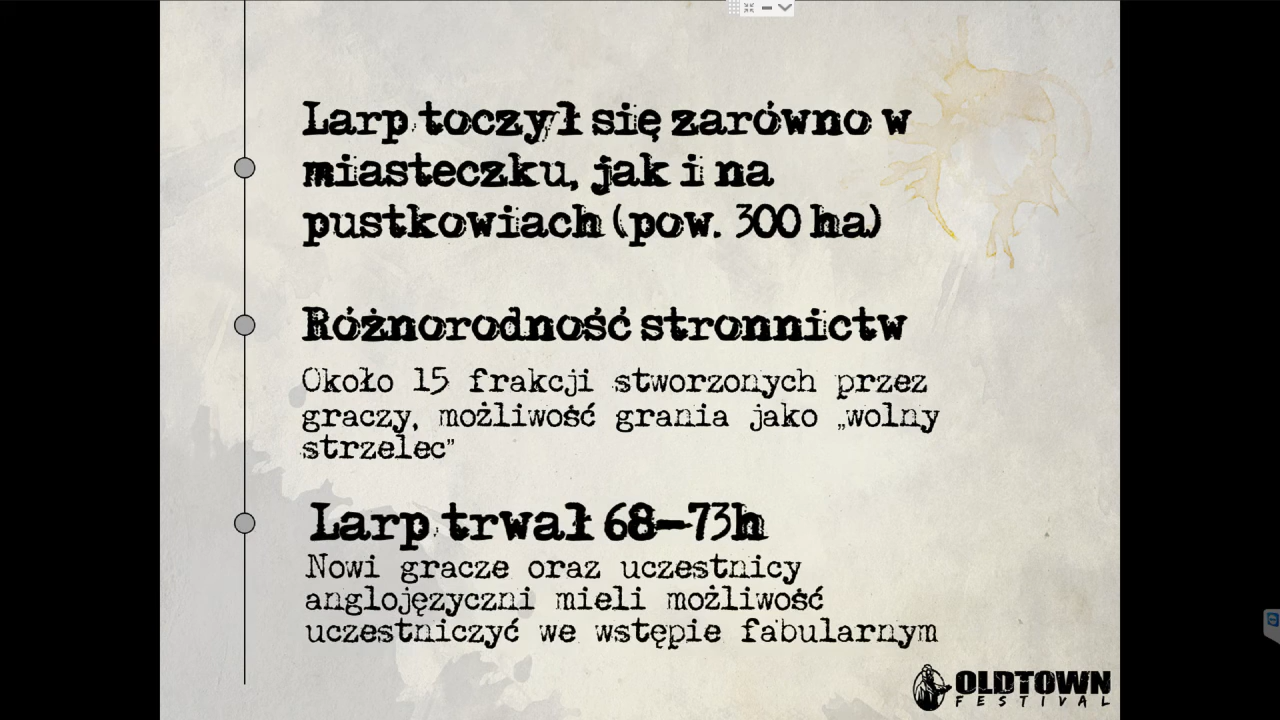 Larp toczył się zarówno w
miasteczku, jak i na
pustkowiach (pow. 300 ha)
Różnorodność stronnictw
Około 15 frakcji stworzonych przez
graczy, możliwość grania jako „wolny
strzelec”
Larp trwał 68-73h
Nowi gracze oraz uczestnicy
anglojęzyczni mieli możliwość
uczestniczyć we wstępie fabularnym
OLDTOWN
FESTIVAL